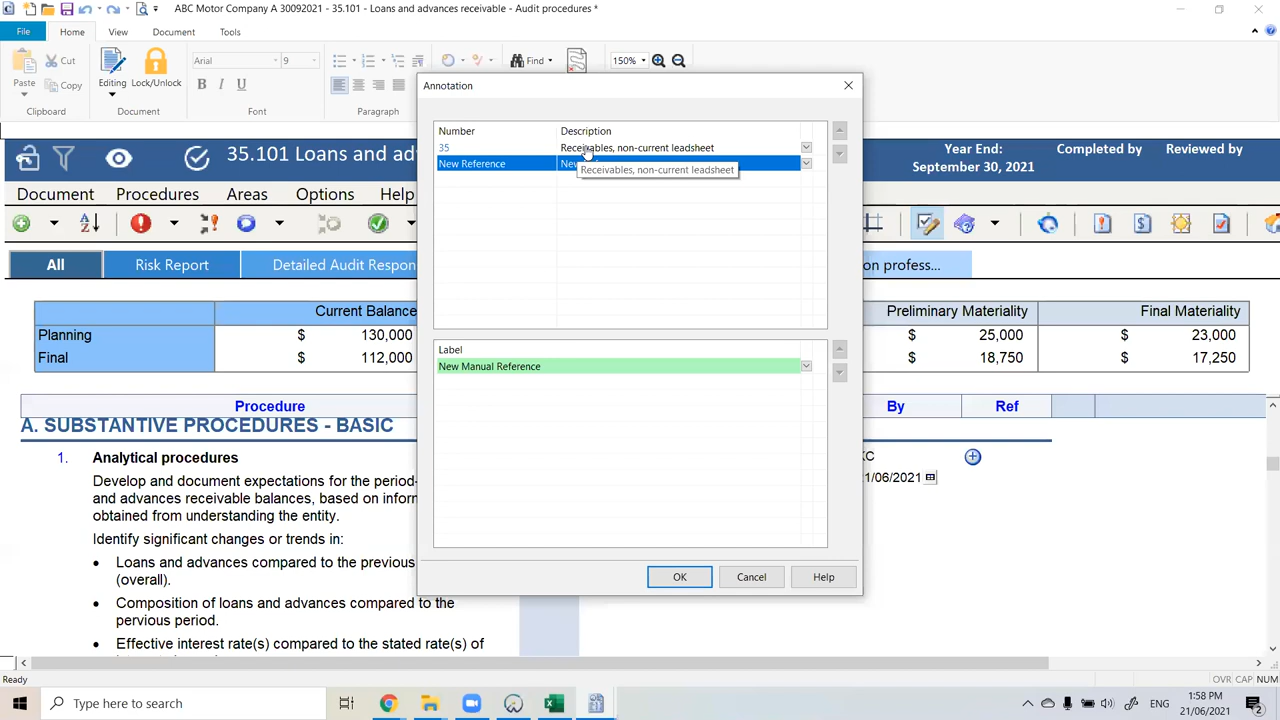 ABC Motor Company A 30092021 - 35.101 - Loans and advances receivable - Audit procedures *
File
Home
View
Document
Tools
Paste
Cut
Copy
Clipboard
Editing
Lock/Unlock
Document
Arial
9
B I U
Font
Paragraph
Find
150%
Annotation
Number
Description
35
Receivables, non-current leadsheet
New Reference
New
Receivables, non-current leadsheet
Label
New Manual Reference
OK
Cancel
Help
35.101 Loans and adv
Year End:
September 30, 2021
Completed by
Reviewed by
Document
Procedures
Areas
Options
Help
All
Risk Report
Detailed Audit Respon
on profess...
Current Balance
Preliminary Materiality
Final Materiality
Planning
$ 130,000
$ 25,000
$ 23,000
Final
$ 112,000
$ 18,750
$ 17,250
Procedure
By
Ref
A. SUBSTANTIVE PROCEDURES - BASIC
1. Analytical procedures
Develop and document expectations for the period-
and advances receivable balances, based on inform
obtained from understanding the entity.
Identify significant changes or trends in:
• Loans and advances compared to the previous
(overall).
• Composition of loans and advances compared to the
pervious period.
• Effective interest rate(s) compared to the stated rate(s) of
1/06/2021
Ready
OVR CAP NUM
Type here to search
ENG
1:58 PM
21/06/2021
2